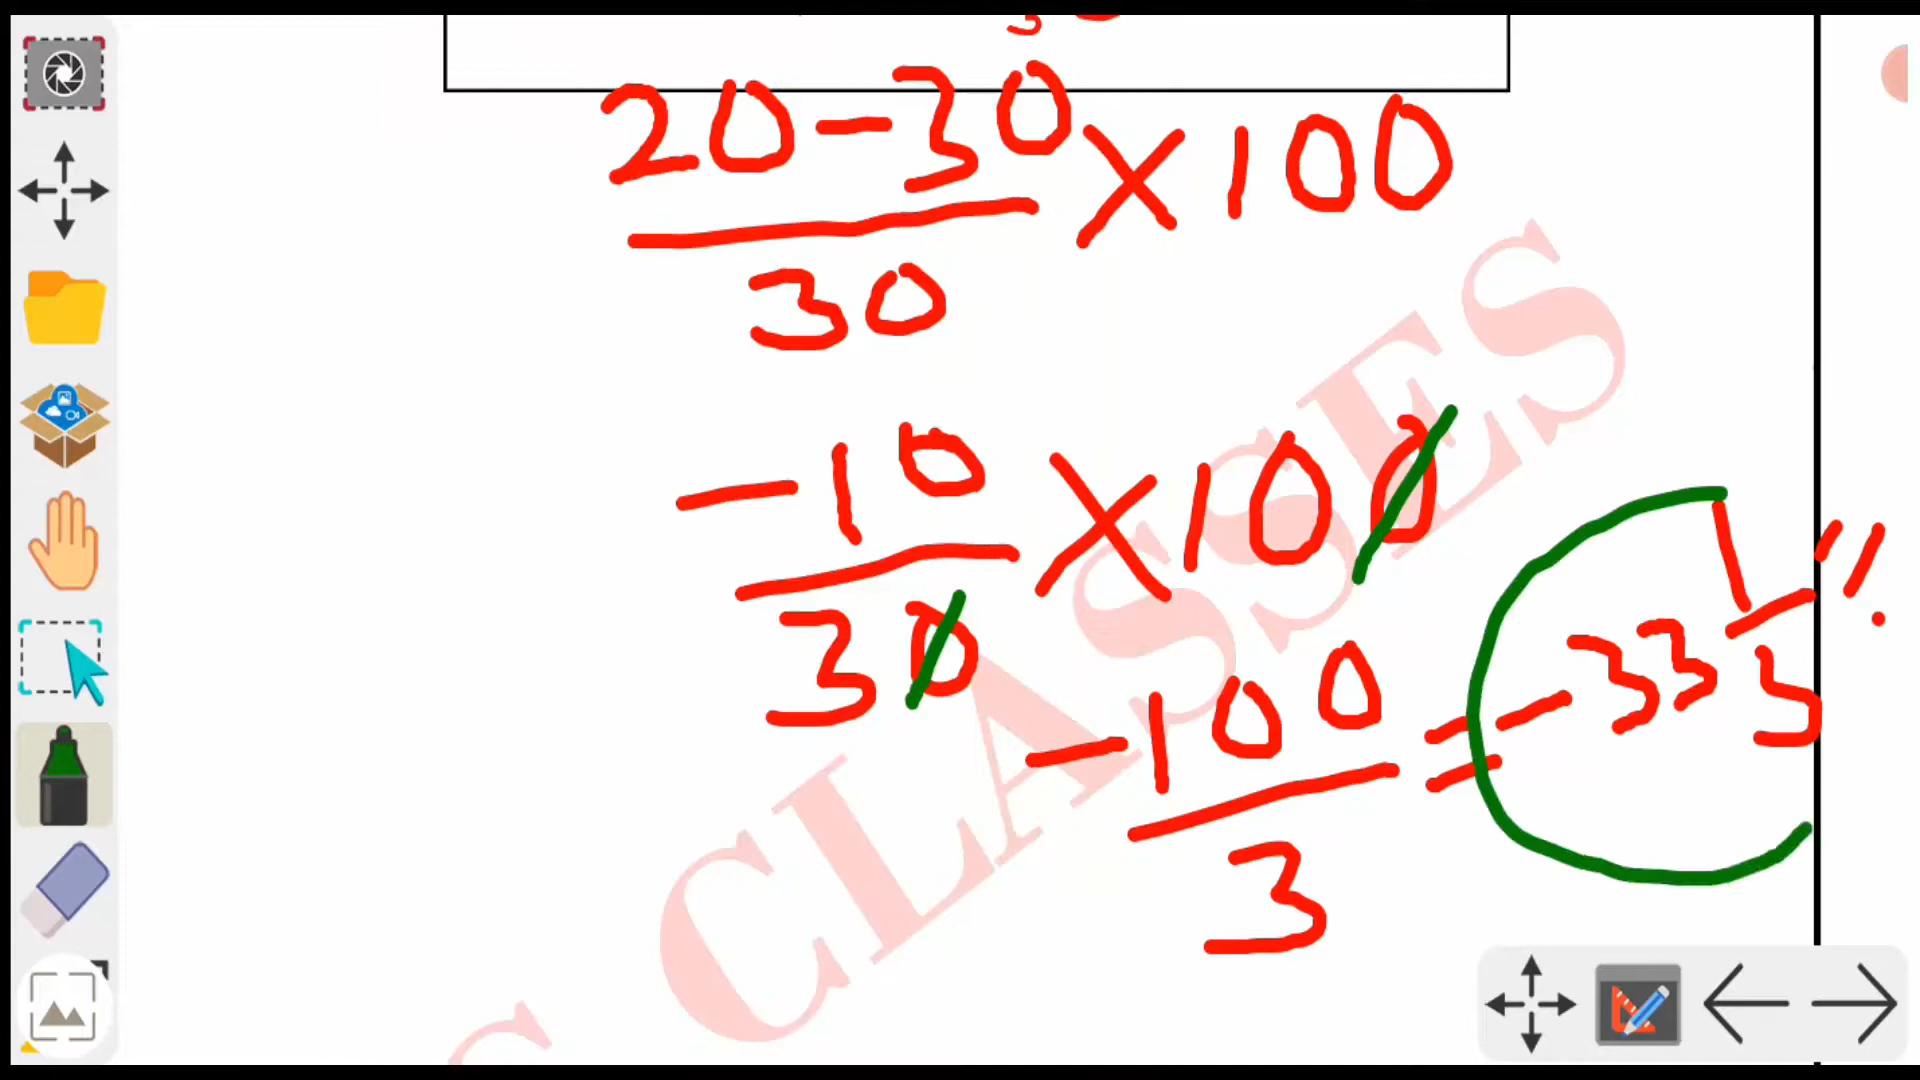 20-30/30 × 100
-10/30 × 100
-100/3 = -33 1/3 %
CLASSES